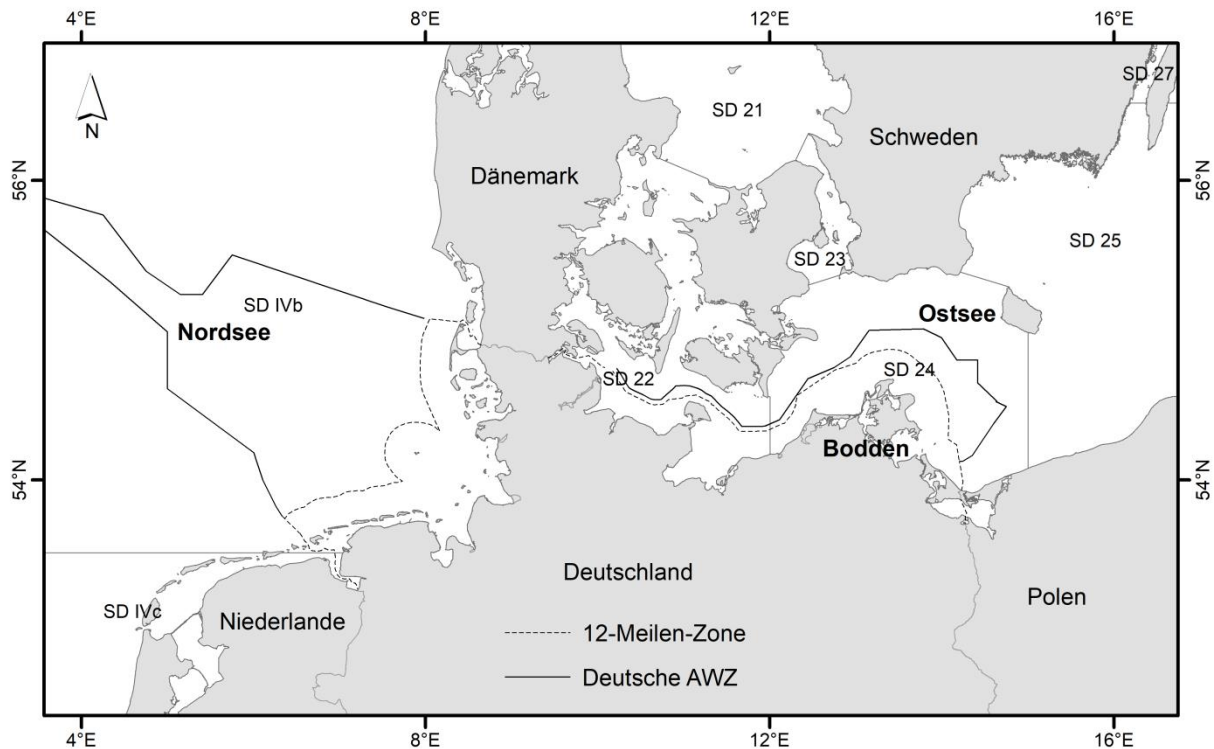 4°E
8°E
12°E
16°E
N
SD 27
SD 21
Schweden
56°N
Dänemark
56°N
SD 25
SD 23
SD IVb
Nordsee
Ostsee
SD 22
SD 24
Bodden
54°N
54°N
Deutschland
Polen
SD IVc
Niederlande
12-Meilen-Zone
Deutsche AWZ
4°E
8°E
12°E
16°E